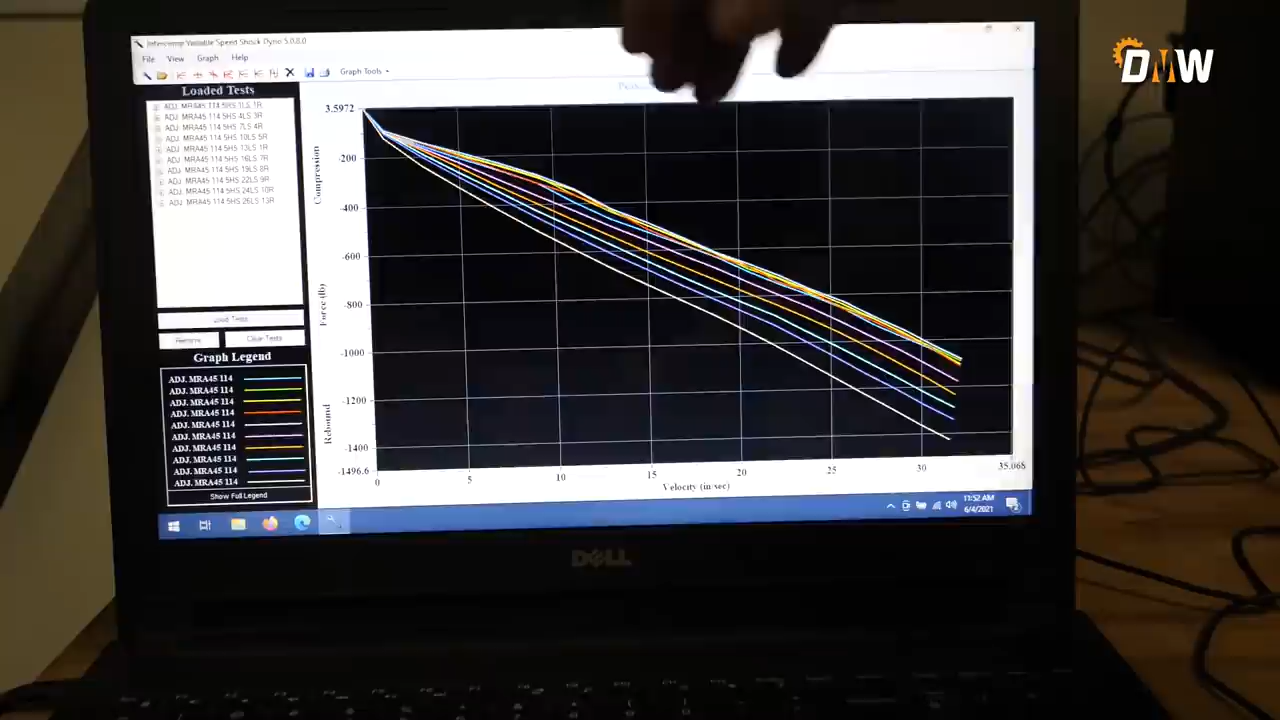 Intercomp Variable Speed Shock Dyno 5.0.8.0
File View Graph Help
Graph Tools
DMW
Loaded Tests
ADJ. MRA45 114 5HS 1LS 1R
ADJ. MRA45 114 5HS 4LS 3R
ADJ. MRA45 114 5HS 7LS 4R
ADJ. MRA45 114 5HS 10LS 5R
ADJ. MRA45 114 5HS 13LS 1R
ADJ. MRA45 114 5HS 16LS 7R
ADJ. MRA45 114 5HS 19LS 8R
ADJ. MRA45 114 5HS 22LS 9R
ADJ. MRA45 114 5HS 24LS 10R
ADJ. MRA45 114 5HS 26LS 13R
Load Tests
Remove Clear Tests
Graph Legend
ADJ. MRA45 114
ADJ. MRA45 114
ADJ. MRA45 114
ADJ. MRA45 114
ADJ. MRA45 114
ADJ. MRA45 114
ADJ. MRA45 114
ADJ. MRA45 114
ADJ. MRA45 114
ADJ. MRA45 114
Show Full Legend
3.5972
-200
-400
-600
-800
-1000
-1200
-1400
-1496.6
Compression
Force (lb)
Rebound
0 5 10 15 20 25 30 35.068
Velocity (in/sec)
11:52 AM
6/4/2021
DELL